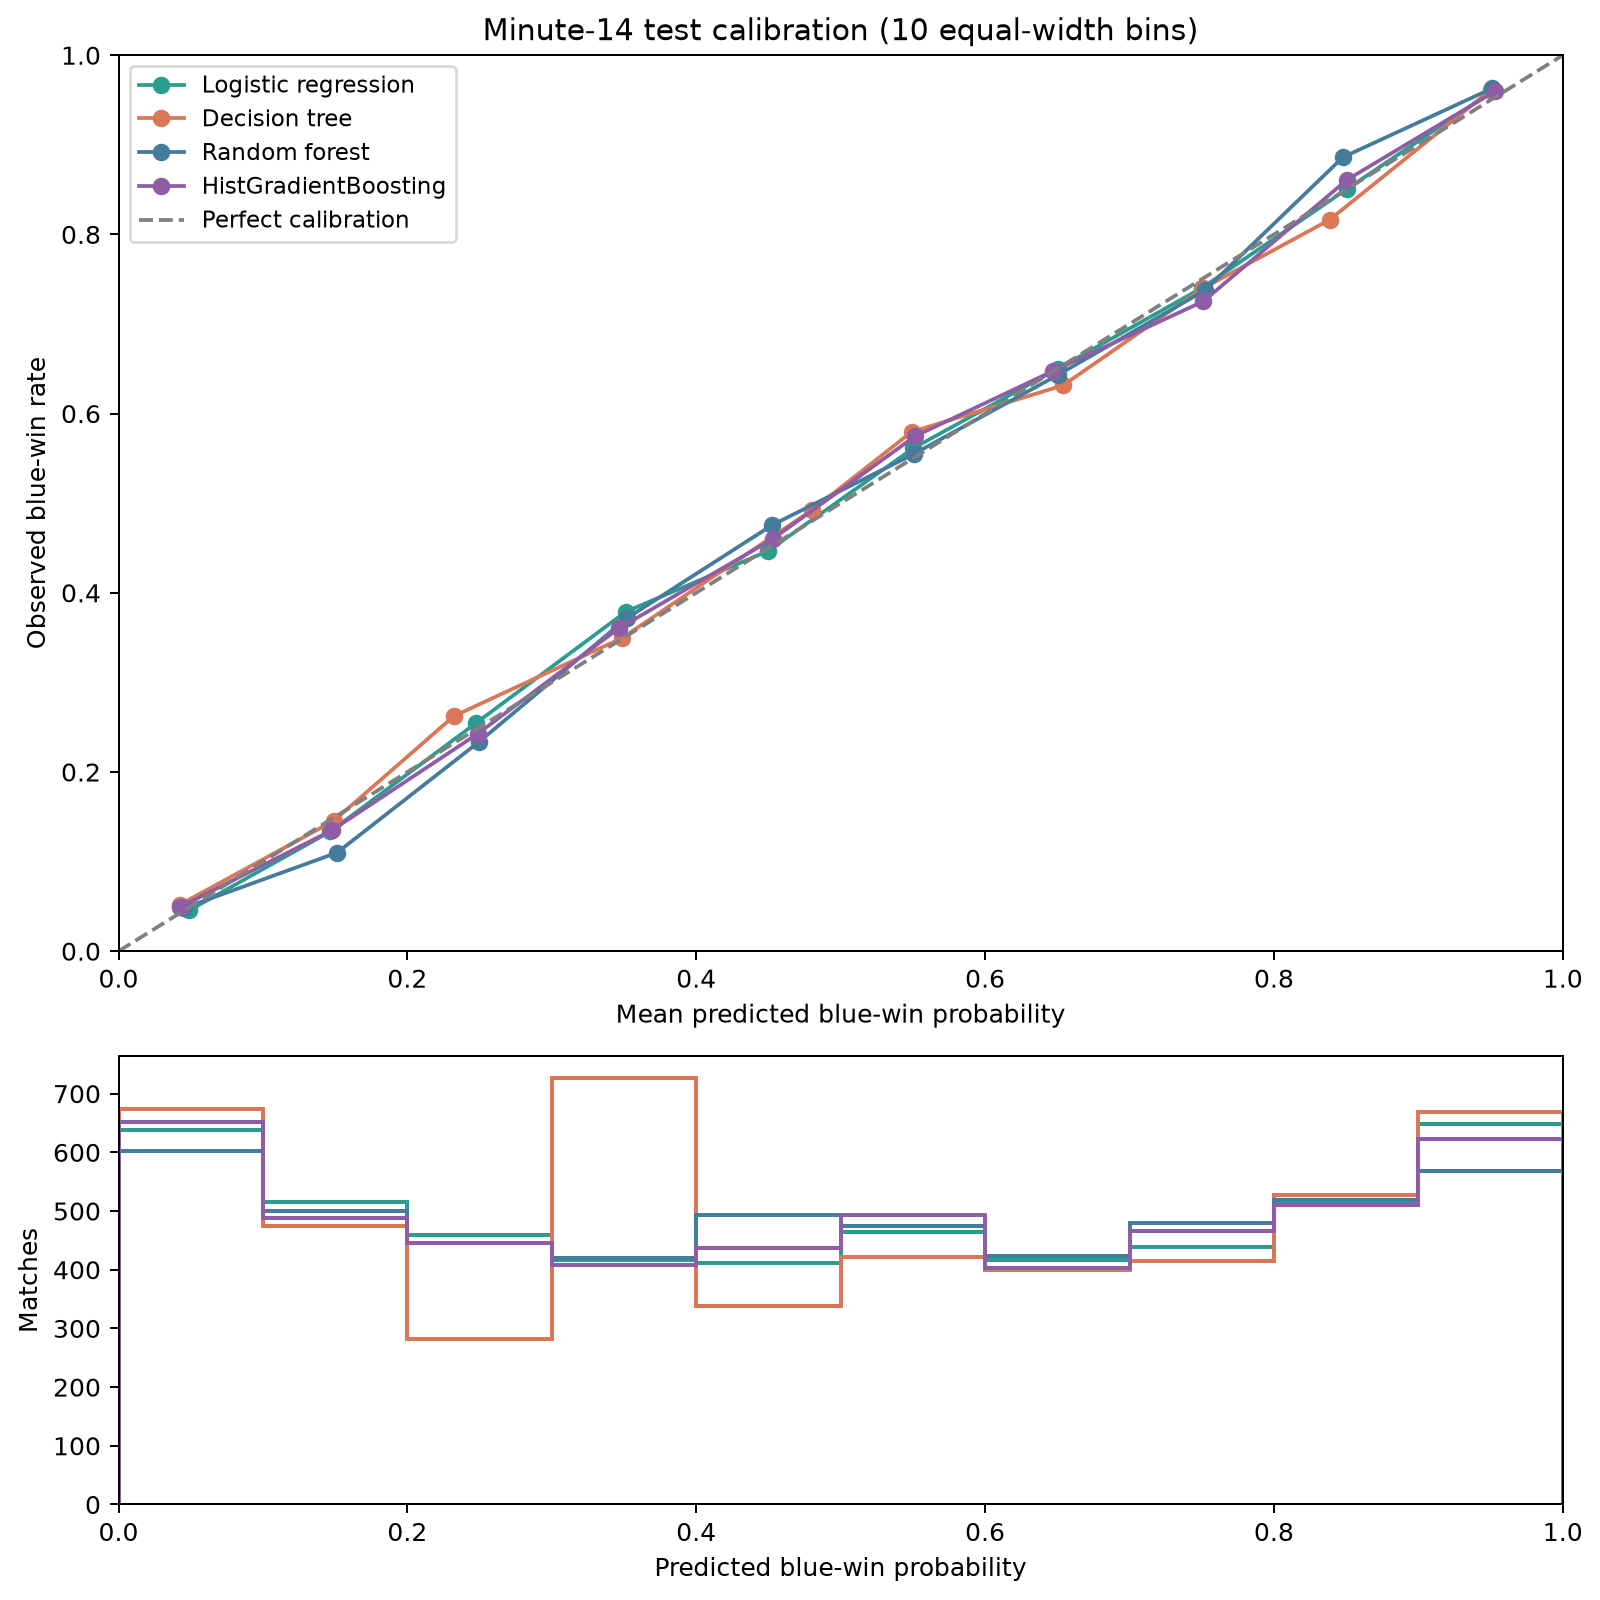 Minute-14 test calibration (10 equal-width bins)
Logistic regression
Decision tree
Random forest
HistGradientBoosting
Perfect calibration
Observed blue-win rate
1.0
0.8
0.6
0.4
0.2
0.0
0.0 0.2 0.4 0.6 0.8 1.0
Mean predicted blue-win probability
Matches
700
600
500
400
300
200
100
0
0.0 0.2 0.4 0.6 0.8 1.0
Predicted blue-win probability